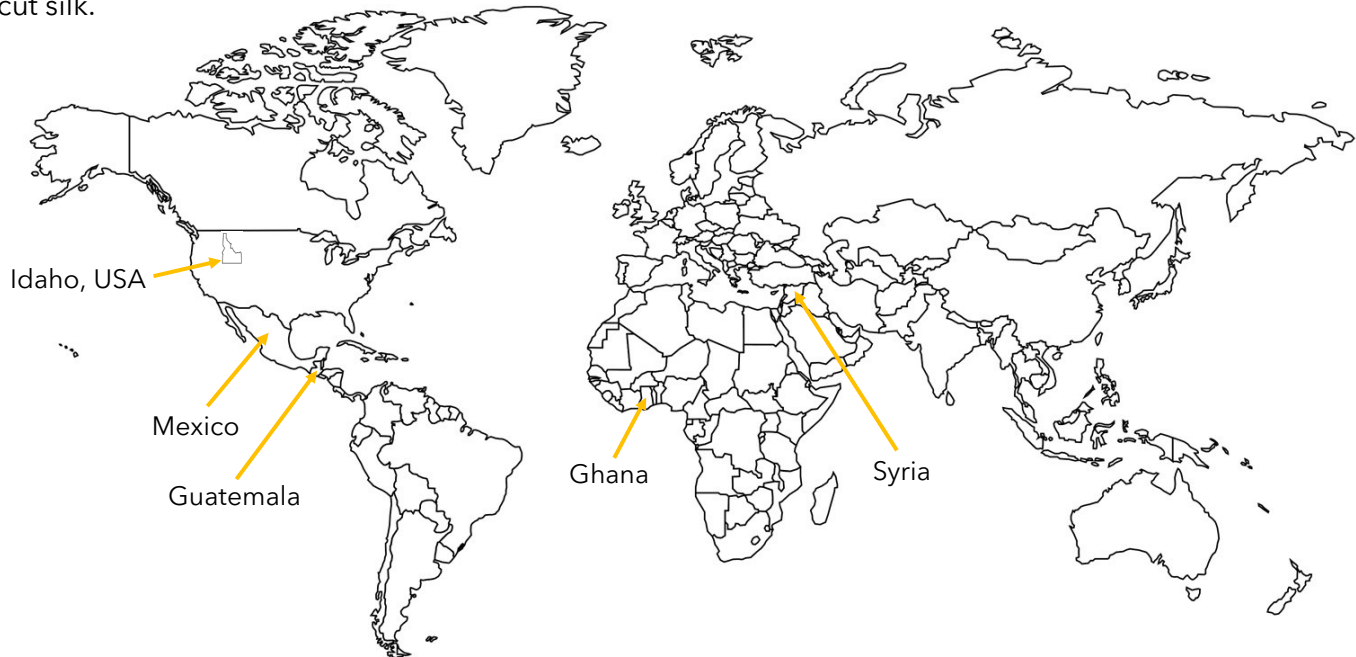 cut silk.
Idaho, USA
Mexico
Guatemala
Ghana
Syria